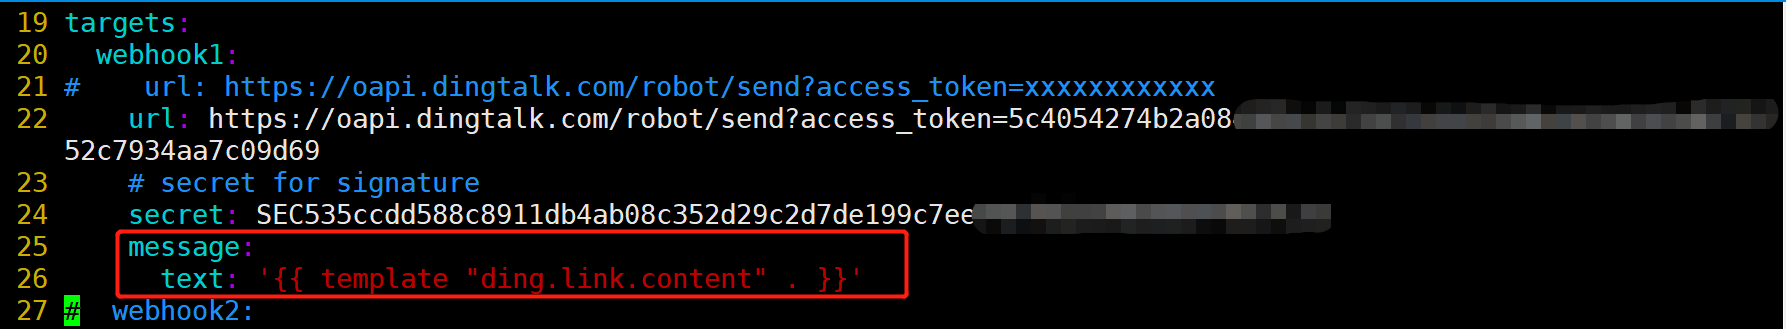 19 targets:
20   webhook1:
21 #    url: https://oapi.dingtalk.com/robot/send?access_token=xxxxxxxxxxxx
22     url: https://oapi.dingtalk.com/robot/send?access_token=5c4054274b2a08
52c7934aa7c09d69
23     # secret for signature
24     secret: SEC535ccdd588c8911db4ab08c352d29c2d7de199c7ee
25     message:
26       text: '{{ template "ding.link.content" . }}'
27 #  webhook2: